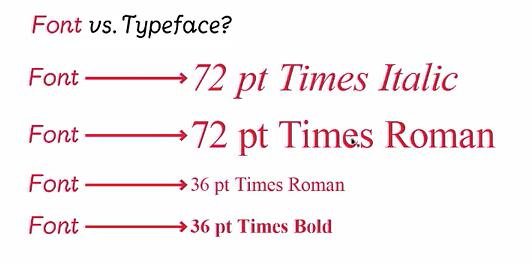 Font vs. Typeface?
Font 72 pt Times Italic
Font 72 pt Times Roman
Font 36 pt Times Roman
Font 36 pt Times Bold